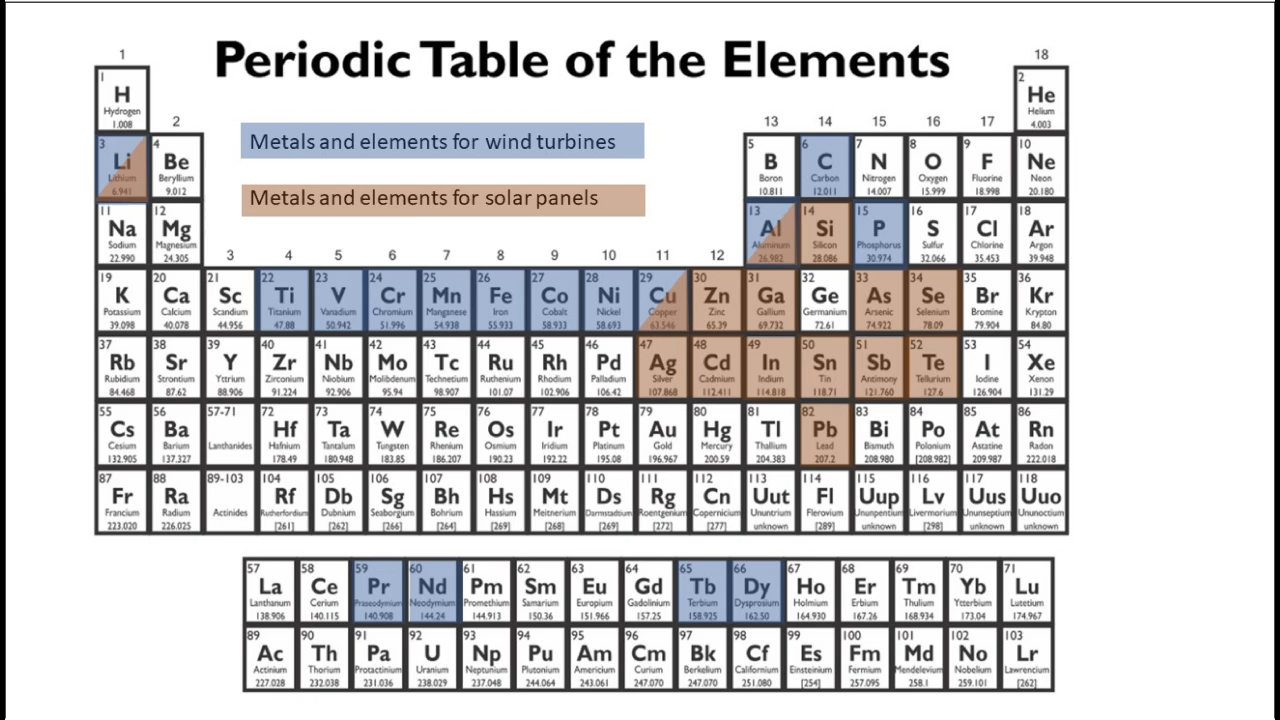 Periodic Table of the Elements
1 18
1 2
H He
Hydrogen Helium
1.008 4.003
2 13 14 15 16 17
Metals and elements for wind turbines
Metals and elements for solar panels
3 4 5 6 7 8 9 10
Li Be B C N O F Ne
Lithium Beryllium Boron Carbon Nitrogen Oxygen Fluorine Neon
6.941 9.012 10.811 12.011 14.007 15.999 18.998 20.180
11 12 13 14 15 16 17 18
Na Mg Al Si P S Cl Ar
Sodium Magnesium Aluminum Silicon Phosphorus Sulfur Chlorine Argon
22.990 24.305 26.982 28.086 30.974 32.066 35.453 39.948
3 4 5 6 7 8 9 10 11 12
19 20 21 22 23 24 25 26 27 28 29 30 31 32 33 34 35 36
K Ca Sc Ti V Cr Mn Fe Co Ni Cu Zn Ga Ge As Se Br Kr
Potassium Calcium Scandium Titanium Vanadium Chromium Manganese Iron Cobalt Nickel Copper Zinc Gallium Germanium Arsenic Selenium Bromine Krypton
39.098 40.078 44.956 47.88 50.942 51.996 54.938 55.933 58.933 58.693 63.546 65.39 69.732 72.61 74.922 78.09 79.904 84.80
37 38 39 40 41 42 43 44 45 46 47 48 49 50 51 52 53 54
Rb Sr Y Zr Nb Mo Tc Ru Rh Pd Ag Cd In Sn Sb Te I Xe
Rubidium Strontium Yttrium Zirconium Niobium Molibdenum Technetium Ruthenium Rhodium Palladium Silver Cadmium Indium Tin Antimony Tellurium Iodine Xenon
84.468 87.62 88.906 91.224 92.906 95.94 98.907 101.07 102.906 106.42 107.868 112.411 114.818 118.71 121.760 127.6 126.904 131.29
55 56 57-71 72 73 74 75 76 77 78 79 80 81 82 83 84 85 86
Cs Ba Hf Ta W Re Os Ir Pt Au Hg Tl Pb Bi Po At Rn
Cesium Barium Lanthanides Hafnium Tantalum Tungsten Rhenium Osmium Iridium Platinum Gold Mercury Thallium Lead Bismuth Polonium Astatine Radon
132.905 137.327 178.49 180.948 183.85 186.207 190.23 192.22 195.08 196.967 200.59 204.383 207.2 208.980 [208.982] 209.987 222.018
87 88 89-103 104 105 106 107 108 109 110 111 112 113 114 115 116 117 118
Fr Ra Rf Db Sg Bh Hs Mt Ds Rg Cn Uut Fl Uup Lv Uus Uuo
Francium Radium Actinides Rutherfordium Dubnium Seaborgium Bohrium Hassium Meitnerium Darmstadtium Roentgenium Copernicium Ununtrium Flerovium Ununpentium Livermorium Ununseptium Ununoctium
223.020 226.025 [261] [262] [266] [264] [269] [268] [269] [272] [277] unknown [289] unknown [298] unknown unknown
57 58 59 60 61 62 63 64 65 66 67 68 69 70 71
La Ce Pr Nd Pm Sm Eu Gd Tb Dy Ho Er Tm Yb Lu
Lanthanum Cerium Praseodymium Neodymium Promethium Samarium Europium Gadolinium Terbium Dysprosium Holmium Erbium Thulium Ytterbium Lutetium
138.906 140.115 140.908 144.24 144.913 150.36 151.966 157.25 158.925 162.50 164.930 167.26 168.934 173.04 174.967
89 90 91 92 93 94 95 96 97 98 99 100 101 102 103
Ac Th Pa U Np Pu Am Cm Bk Cf Es Fm Md No Lr
Actinium Thorium Protactinium Uranium Neptunium Plutonium Americium Curium Berkelium Californium Einsteinium Fermium Mendelevium Nobelium Lawrencium
227.028 232.038 231.036 238.029 237.048 244.064 243.061 247.070 247.070 251.080 [254] 257.095 258.1 259.101 [262]